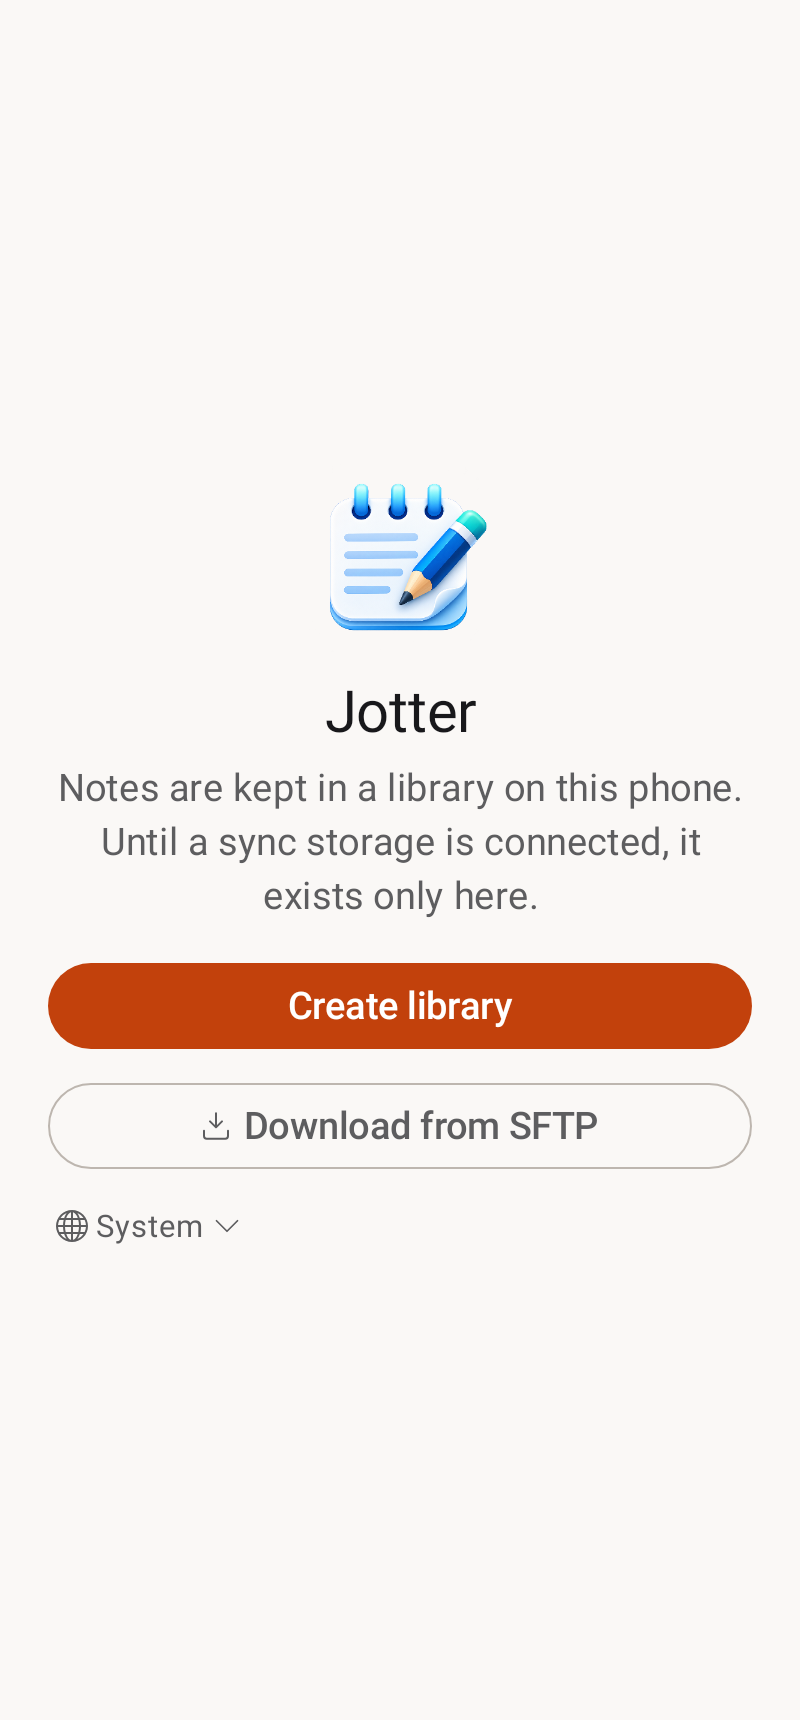 Jotter
Notes are kept in a library on this phone.
Until a sync storage is connected, it
exists only here.
Create library
Download from SFTP
System